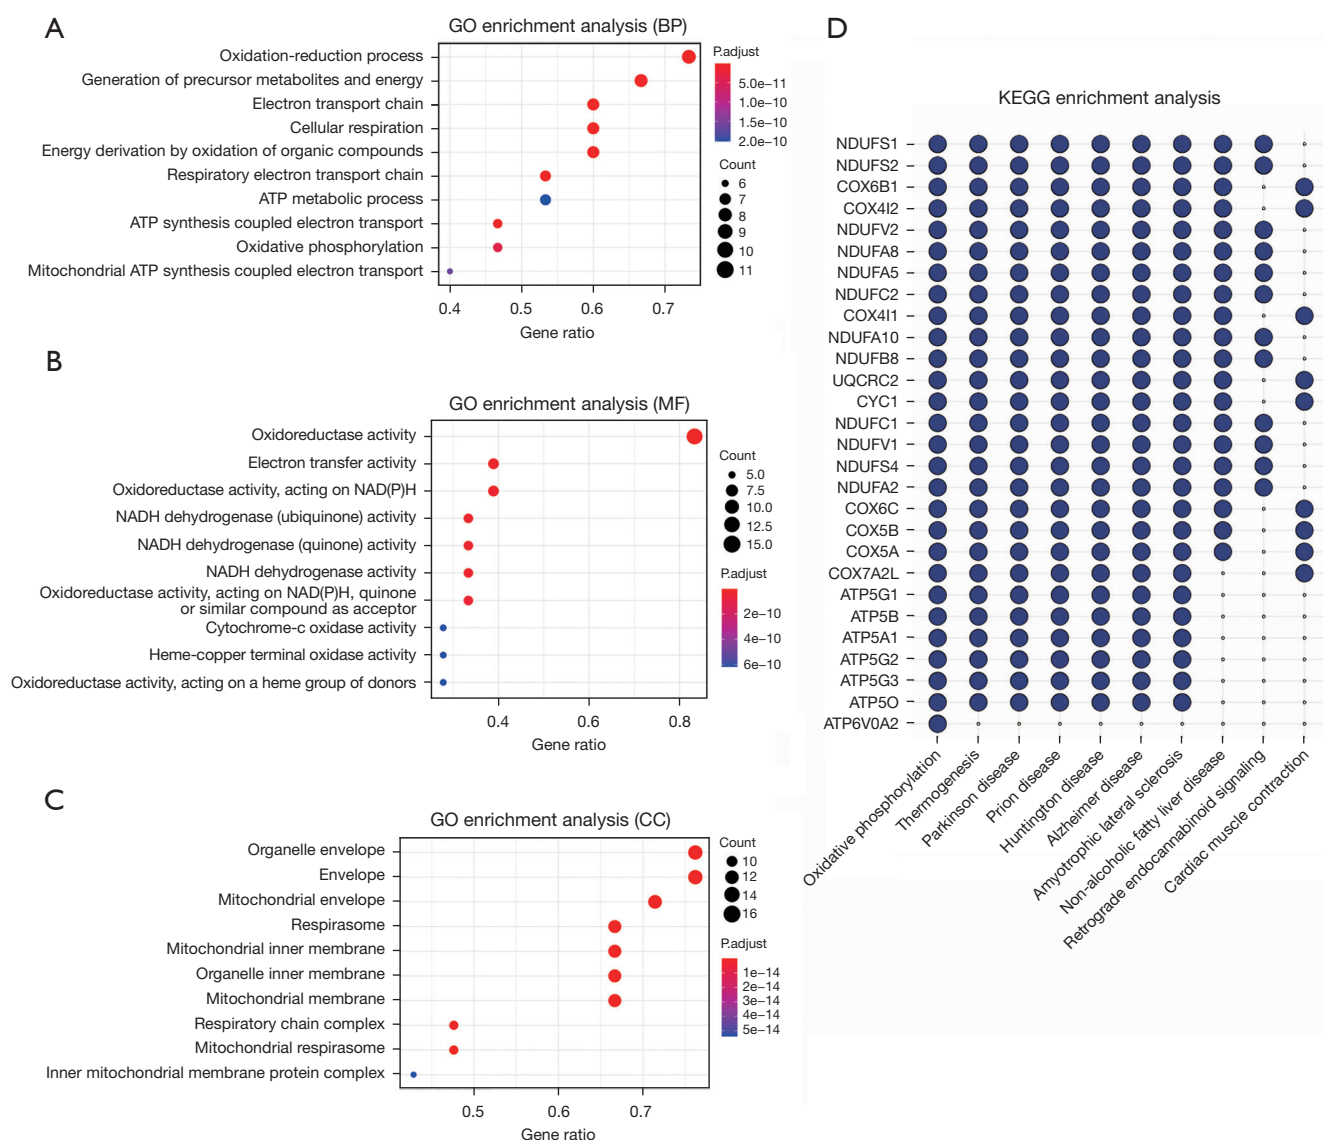 A
GO enrichment analysis (BP)
Oxidation-reduction process
Generation of precursor metabolites and energy
Electron transport chain
Cellular respiration
Energy derivation by oxidation of organic compounds
Respiratory electron transport chain
ATP metabolic process
ATP synthesis coupled electron transport
Oxidative phosphorylation
Mitochondrial ATP synthesis coupled electron transport
0.4 0.5 0.6 0.7
Gene ratio
P.adjust
5.0e−11
1.0e−10
1.5e−10
2.0e−10
Count
6
7
8
9
10
11
B
GO enrichment analysis (MF)
Oxidoreductase activity
Electron transfer activity
Oxidoreductase activity, acting on NAD(P)H
NADH dehydrogenase (ubiquinone) activity
NADH dehydrogenase (quinone) activity
NADH dehydrogenase activity
Oxidoreductase activity, acting on NAD(P)H, quinone
or similar compound as acceptor
Cytochrome-c oxidase activity
Heme-copper terminal oxidase activity
Oxidoreductase activity, acting on a heme group of donors
0.4 0.6 0.8
Gene ratio
Count
5.0
7.5
10.0
12.5
15.0
P.adjust
2e−10
4e−10
6e−10
C
GO enrichment analysis (CC)
Organelle envelope
Envelope
Mitochondrial envelope
Respirasome
Mitochondrial inner membrane
Organelle inner membrane
Mitochondrial membrane
Respiratory chain complex
Mitochondrial respirasome
Inner mitochondrial membrane protein complex
0.5 0.6 0.7
Gene ratio
Count
10
12
14
16
P.adjust
1e−14
2e−14
3e−14
4e−14
5e−14
D
KEGG enrichment analysis
NDUFS1
NDUFS2
COX6B1
COX4I2
NDUFV2
NDUFA8
NDUFA5
NDUFC2
COX4I1
NDUFA10
NDUFB8
UQCRC2
CYC1
NDUFC1
NDUFV1
NDUFS4
NDUFA2
COX6C
COX5B
COX5A
COX7A2L
ATP5G1
ATP5B
ATP5A1
ATP5G2
ATP5G3
ATP5O
ATP6V0A2
Oxidative phosphorylation
Thermogenesis
Parkinson disease
Prion disease
Huntington disease
Alzheimer disease
Amyotrophic lateral sclerosis
Non-alcoholic fatty liver disease
Retrograde endocannabinoid signaling
Cardiac muscle contraction